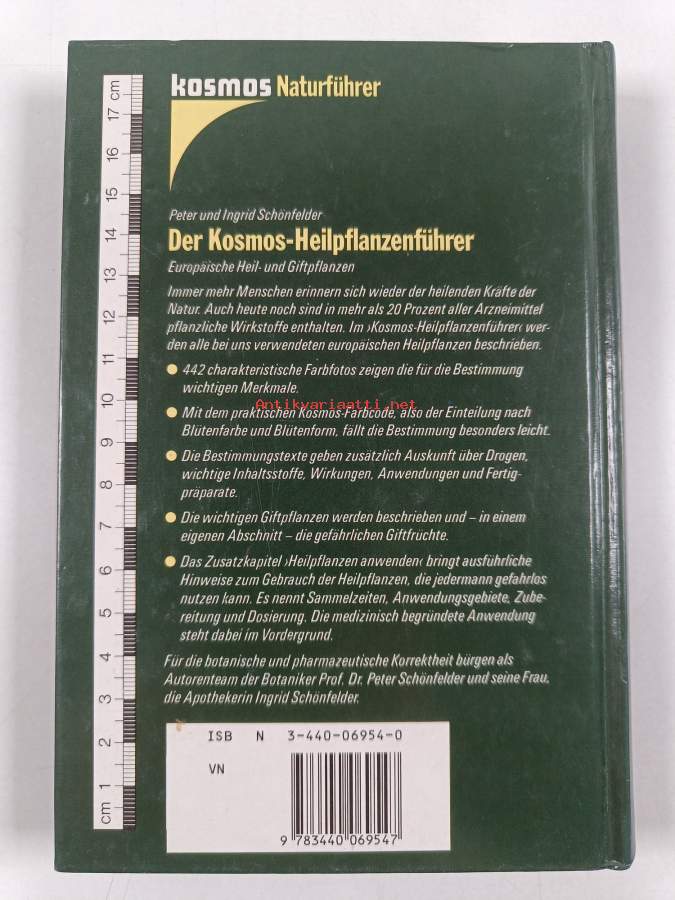 kosmos Naturführer
Peter und Ingrid Schönfelder
Der Kosmos-Heilpflanzenführer
Europäische Heil- und Giftpflanzen
Immer mehr Menschen erinnern sich wieder der heilenden Kräfte der
Natur. Auch heute noch sind in mehr als 20 Prozent aller Arzneimittel
pflanzliche Wirkstoffe enthalten. Im ›Kosmos-Heilpflanzenführer‹ wer-
den alle bei uns verwendeten europäischen Heilpflanzen beschrieben.
● 442 charakteristische Farbfotos zeigen die für die Bestimmung
wichtigen Merkmale.
Antikvariaatti.net
● Mit dem praktischen Kosmos-Farbcode, also der Einteilung nach
Blütenfarbe und Blütenform, fällt die Bestimmung besonders leicht.
● Die Bestimmungstexte geben zusätzlich Auskunft über Drogen,
wichtige Inhaltsstoffe, Wirkungen, Anwendungen und Fertig-
präparate.
● Die wichtigen Giftpflanzen werden beschrieben und – in einem
eigenen Abschnitt – die gefährlichen Giftfrüchte.
● Das Zusatzkapitel ›Heilpflanzen anwenden‹ bringt ausführliche
Hinweise zum Gebrauch der Heilpflanzen, die jedermann gefahrlos
nutzen kann. Es nennt Sammelzeiten, Anwendungsgebiete, Zube-
reitung und Dosierung. Die medizinisch begründete Anwendung
steht dabei im Vordergrund.
Für die botanische und pharmazeutische Korrektheit bürgen als
Autorenteam der Botaniker Prof. Dr. Peter Schönfelder und seine Frau,
die Apothekerin Ingrid Schönfelder.
ISB N 3-440-06954-0
VN
9 783440 069547
cm 1 2 3 4 5 6 7 8 9 10 11 12 13 14 15 16 17 cm